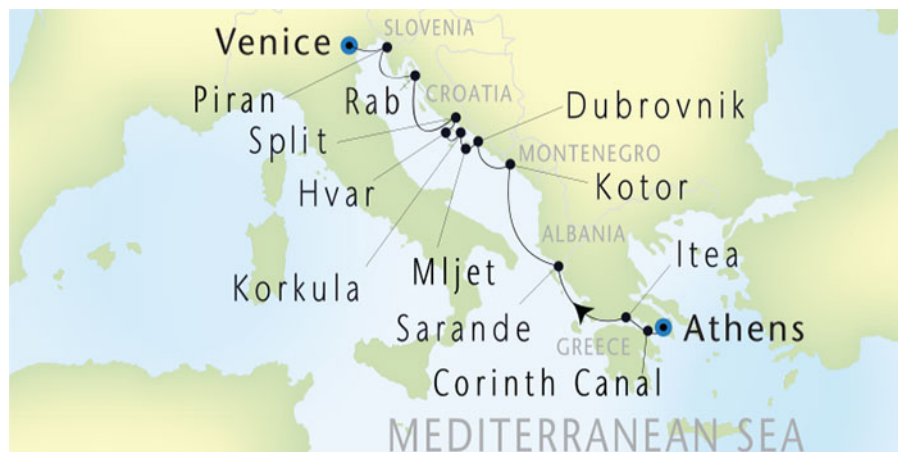 SLOVENIA
Venice
Piran
Rab
CROATIA
Dubrovnik
Split
MONTENEGRO
Hvar
Kotor
ALBANIA
Itea
Mljet
Korkula
Sarande
Athens
GREECE
Corinth Canal
MEDITERRANEAN SEA